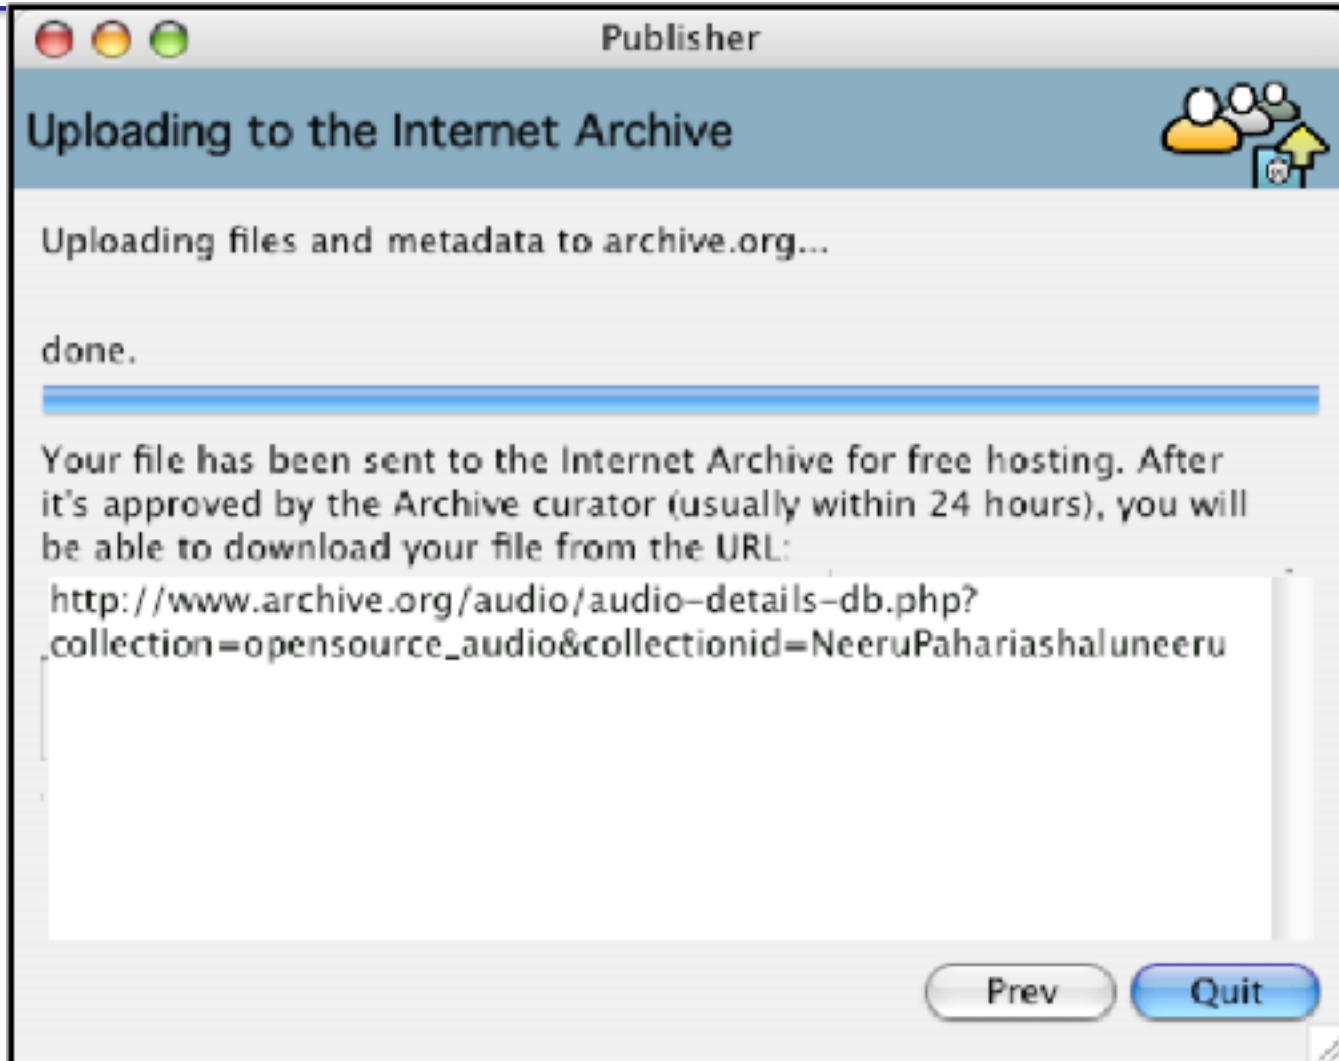 Publisher
Uploading to the Internet Archive
Uploading files and metadata to archive.org...
done.
Your file has been sent to the Internet Archive for free hosting. After
it's approved by the Archive curator (usually within 24 hours), you will
be able to download your file from the URL:
http://www.archive.org/audio/audio-details-db.php?
collection=opensource_audio&collectionid=NeeruPahariashaluneeru
Prev
Quit